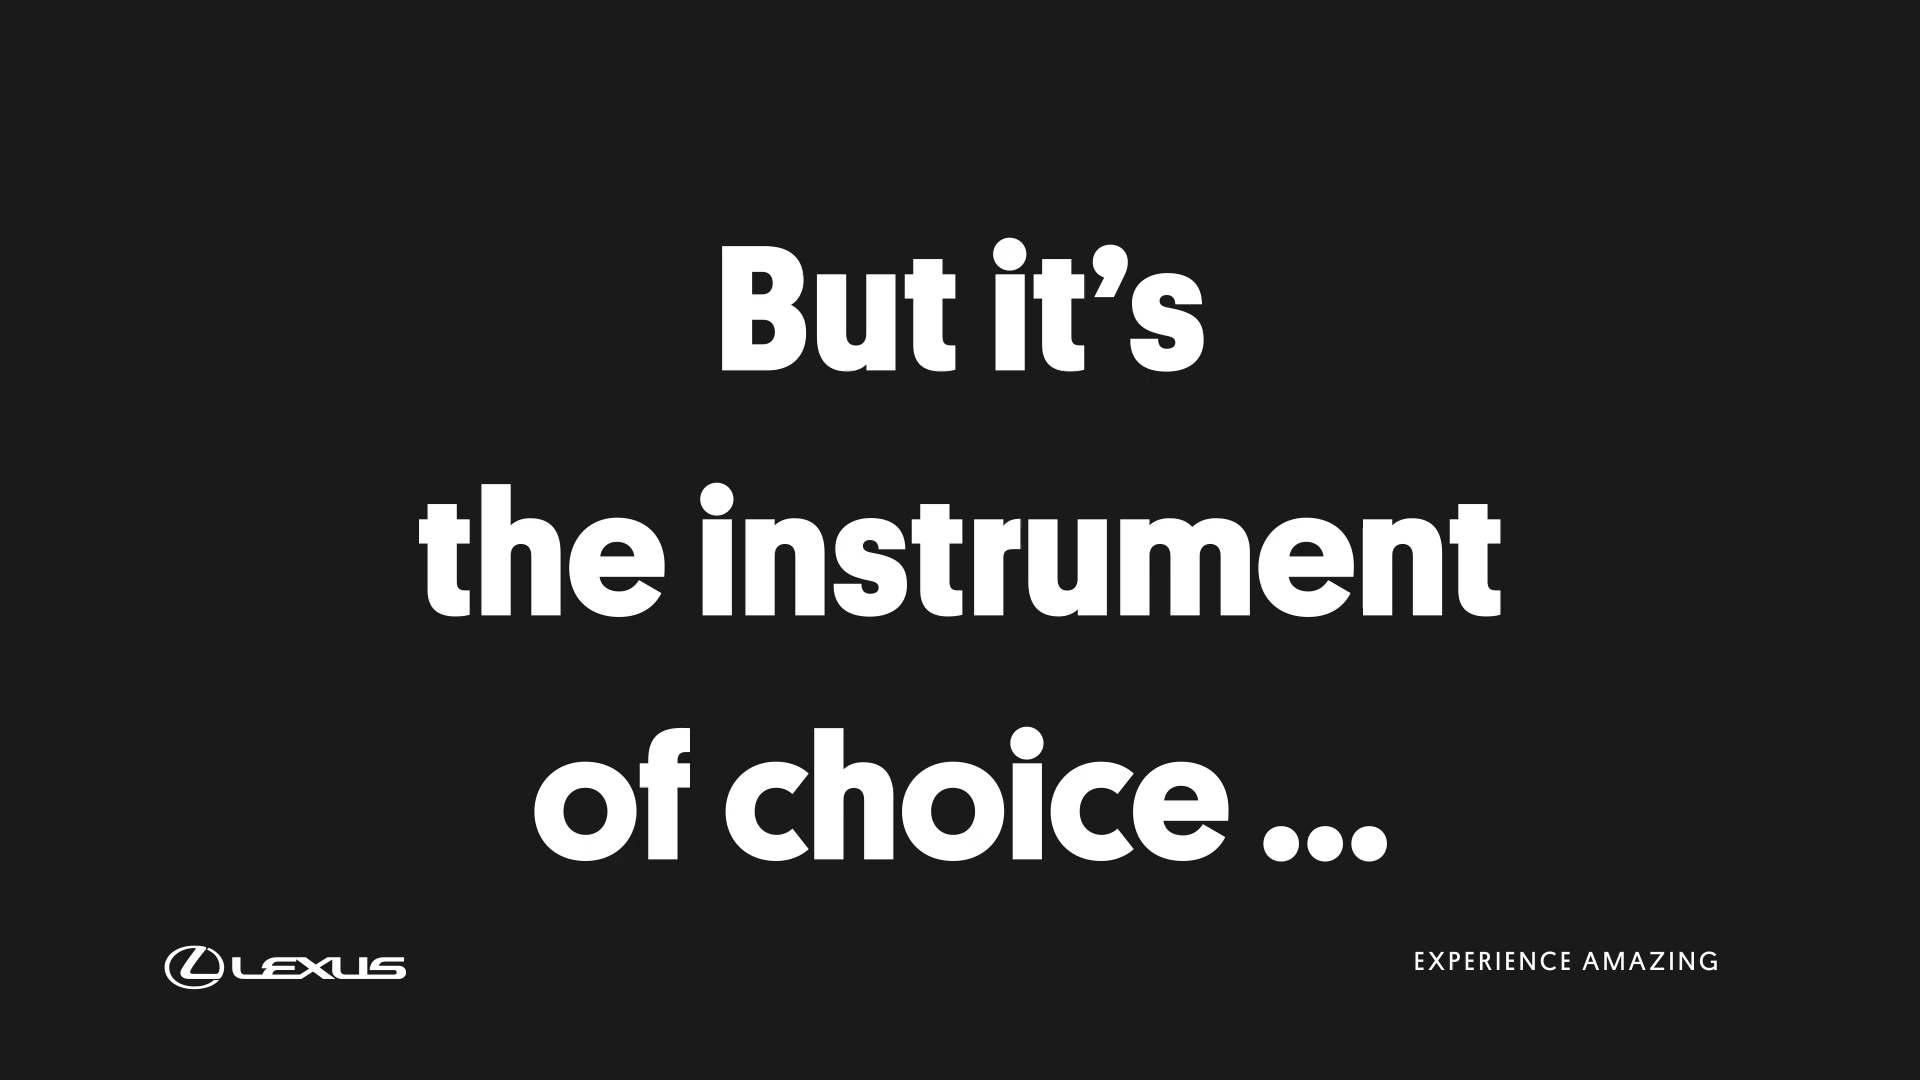 But it’s
the instrument
of choice ...
LEXUS
EXPERIENCE AMAZING